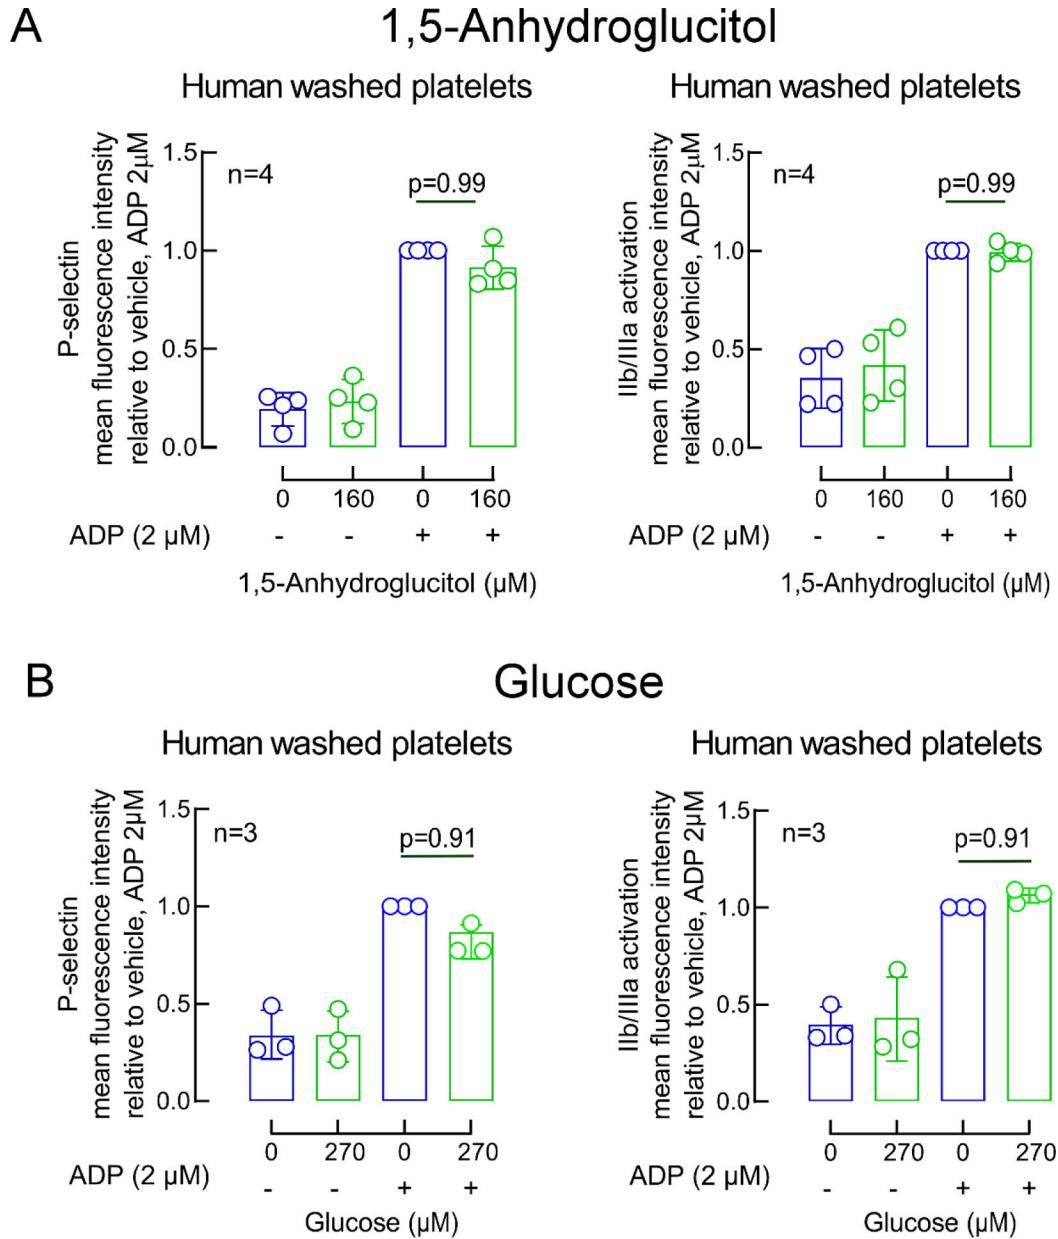 A
1,5-Anhydroglucitol
Human washed platelets
P-selectin
mean fluorescence intensity
relative to vehicle, ADP 2µM
1.5
1.0
0.5
0.0
n=4
p=0.99
0 160 0 160
ADP (2 µM) - - + +
1,5-Anhydroglucitol (µM)
Human washed platelets
IIb/IIIa activation
mean fluorescence intensity
relative to vehicle, ADP 2µM
1.5
1.0
0.5
0.0
n=4
p=0.99
0 160 0 160
ADP (2 µM) - - + +
1,5-Anhydroglucitol (µM)
B
Glucose
Human washed platelets
P-selectin
mean fluorescence intensity
relative to vehicle, ADP 2µM
1.5
1.0
0.5
0.0
n=3
p=0.91
0 270 0 270
ADP (2 µM) - - + +
Glucose (µM)
Human washed platelets
IIb/IIIa activation
mean fluorescence intensity
relative to vehicle, ADP 2µM
1.5
1.0
0.5
0.0
n=3
p=0.91
0 270 0 270
ADP (2 µM) - - + +
Glucose (µM)